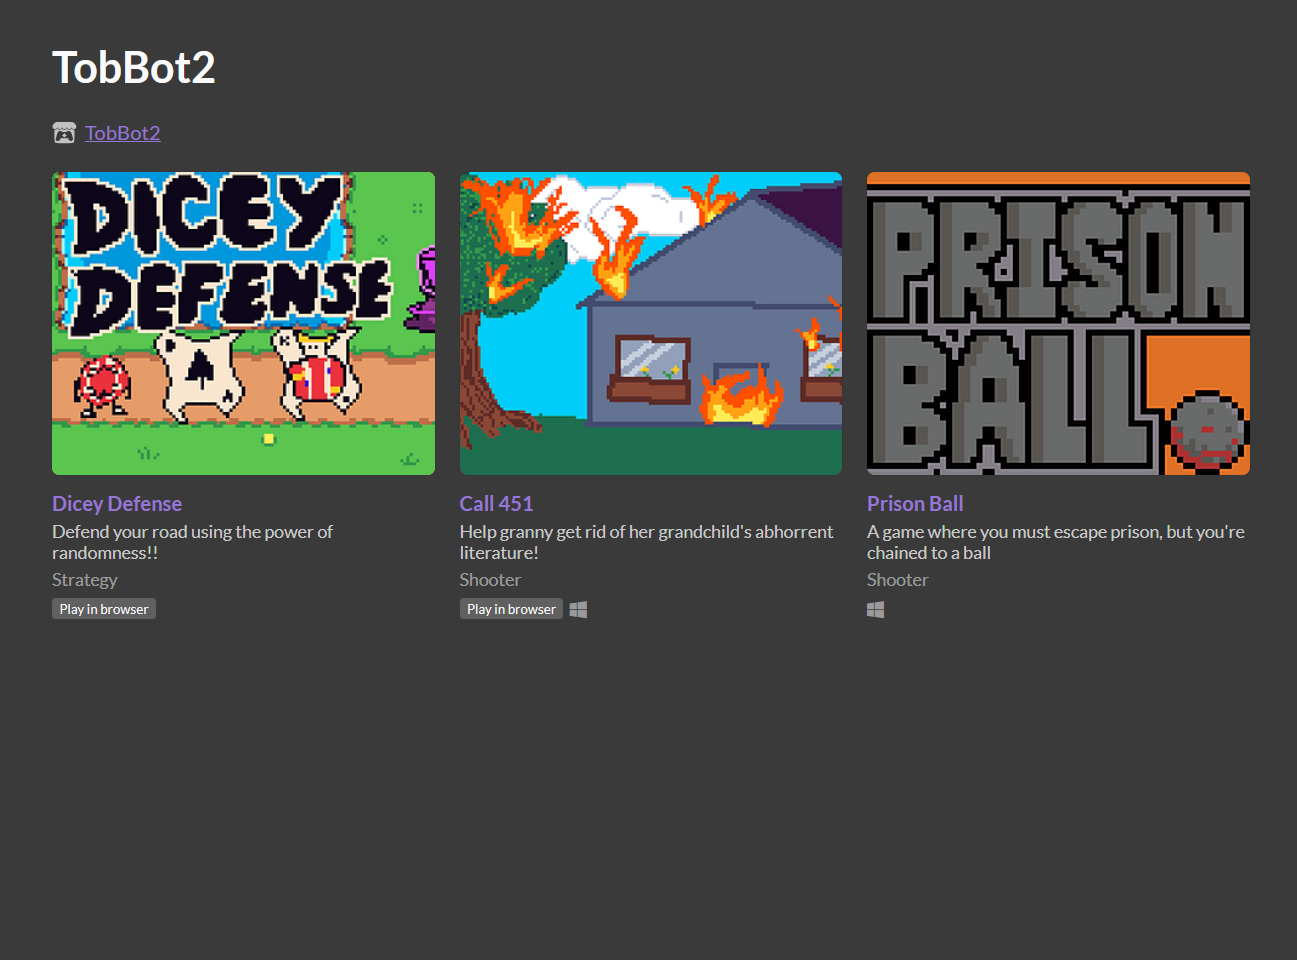 TobBot2
TobBot2
DICEY
DEFENSE
PRISON
BALL
Dicey Defense
Defend your road using the power of
randomness!!
Strategy
Play in browser
Call 451
Help granny get rid of her grandchild's abhorrent
literature!
Shooter
Play in browser
Prison Ball
A game where you must escape prison, but you're
chained to a ball
Shooter